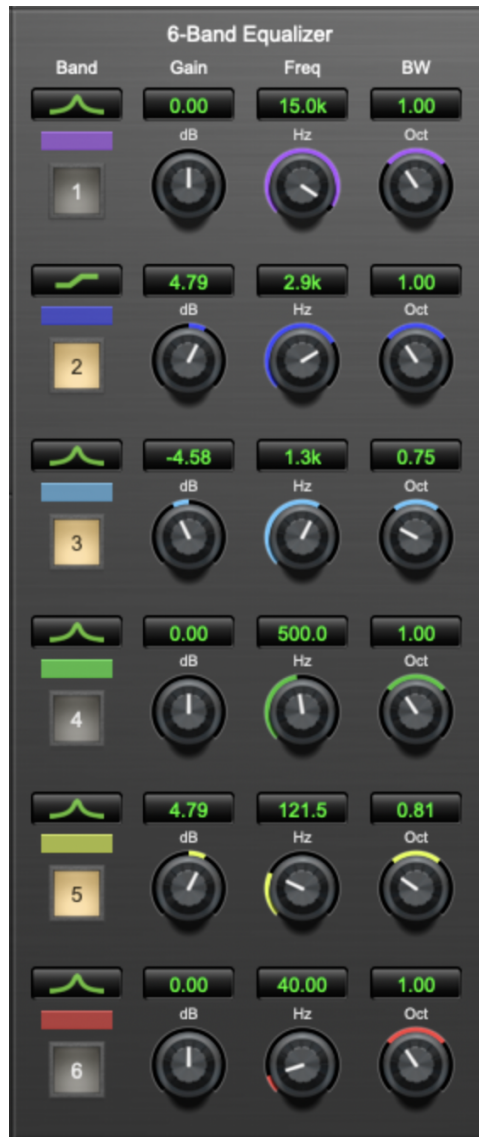 6-Band Equalizer
Band Gain Freq BW
0.00 15.0k 1.00
dB Hz Oct
1
4.79 2.9k 1.00
dB Hz Oct
2
-4.58 1.3k 0.75
dB Hz Oct
3
0.00 500.0 1.00
dB Hz Oct
4
4.79 121.5 0.81
dB Hz Oct
5
0.00 40.00 1.00
dB Hz Oct
6